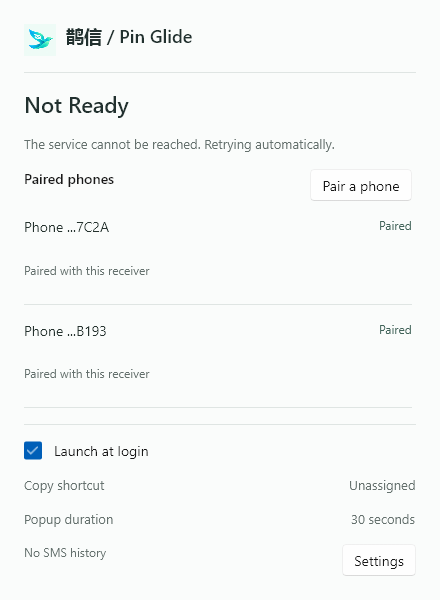 鹊信 / Pin Glide
Not Ready
The service cannot be reached. Retrying automatically.
Paired phones
Pair a phone
Phone ...7C2A
Paired
Paired with this receiver
Phone ...B193
Paired
Paired with this receiver
Launch at login
Copy shortcut
Unassigned
Popup duration
30 seconds
No SMS history
Settings